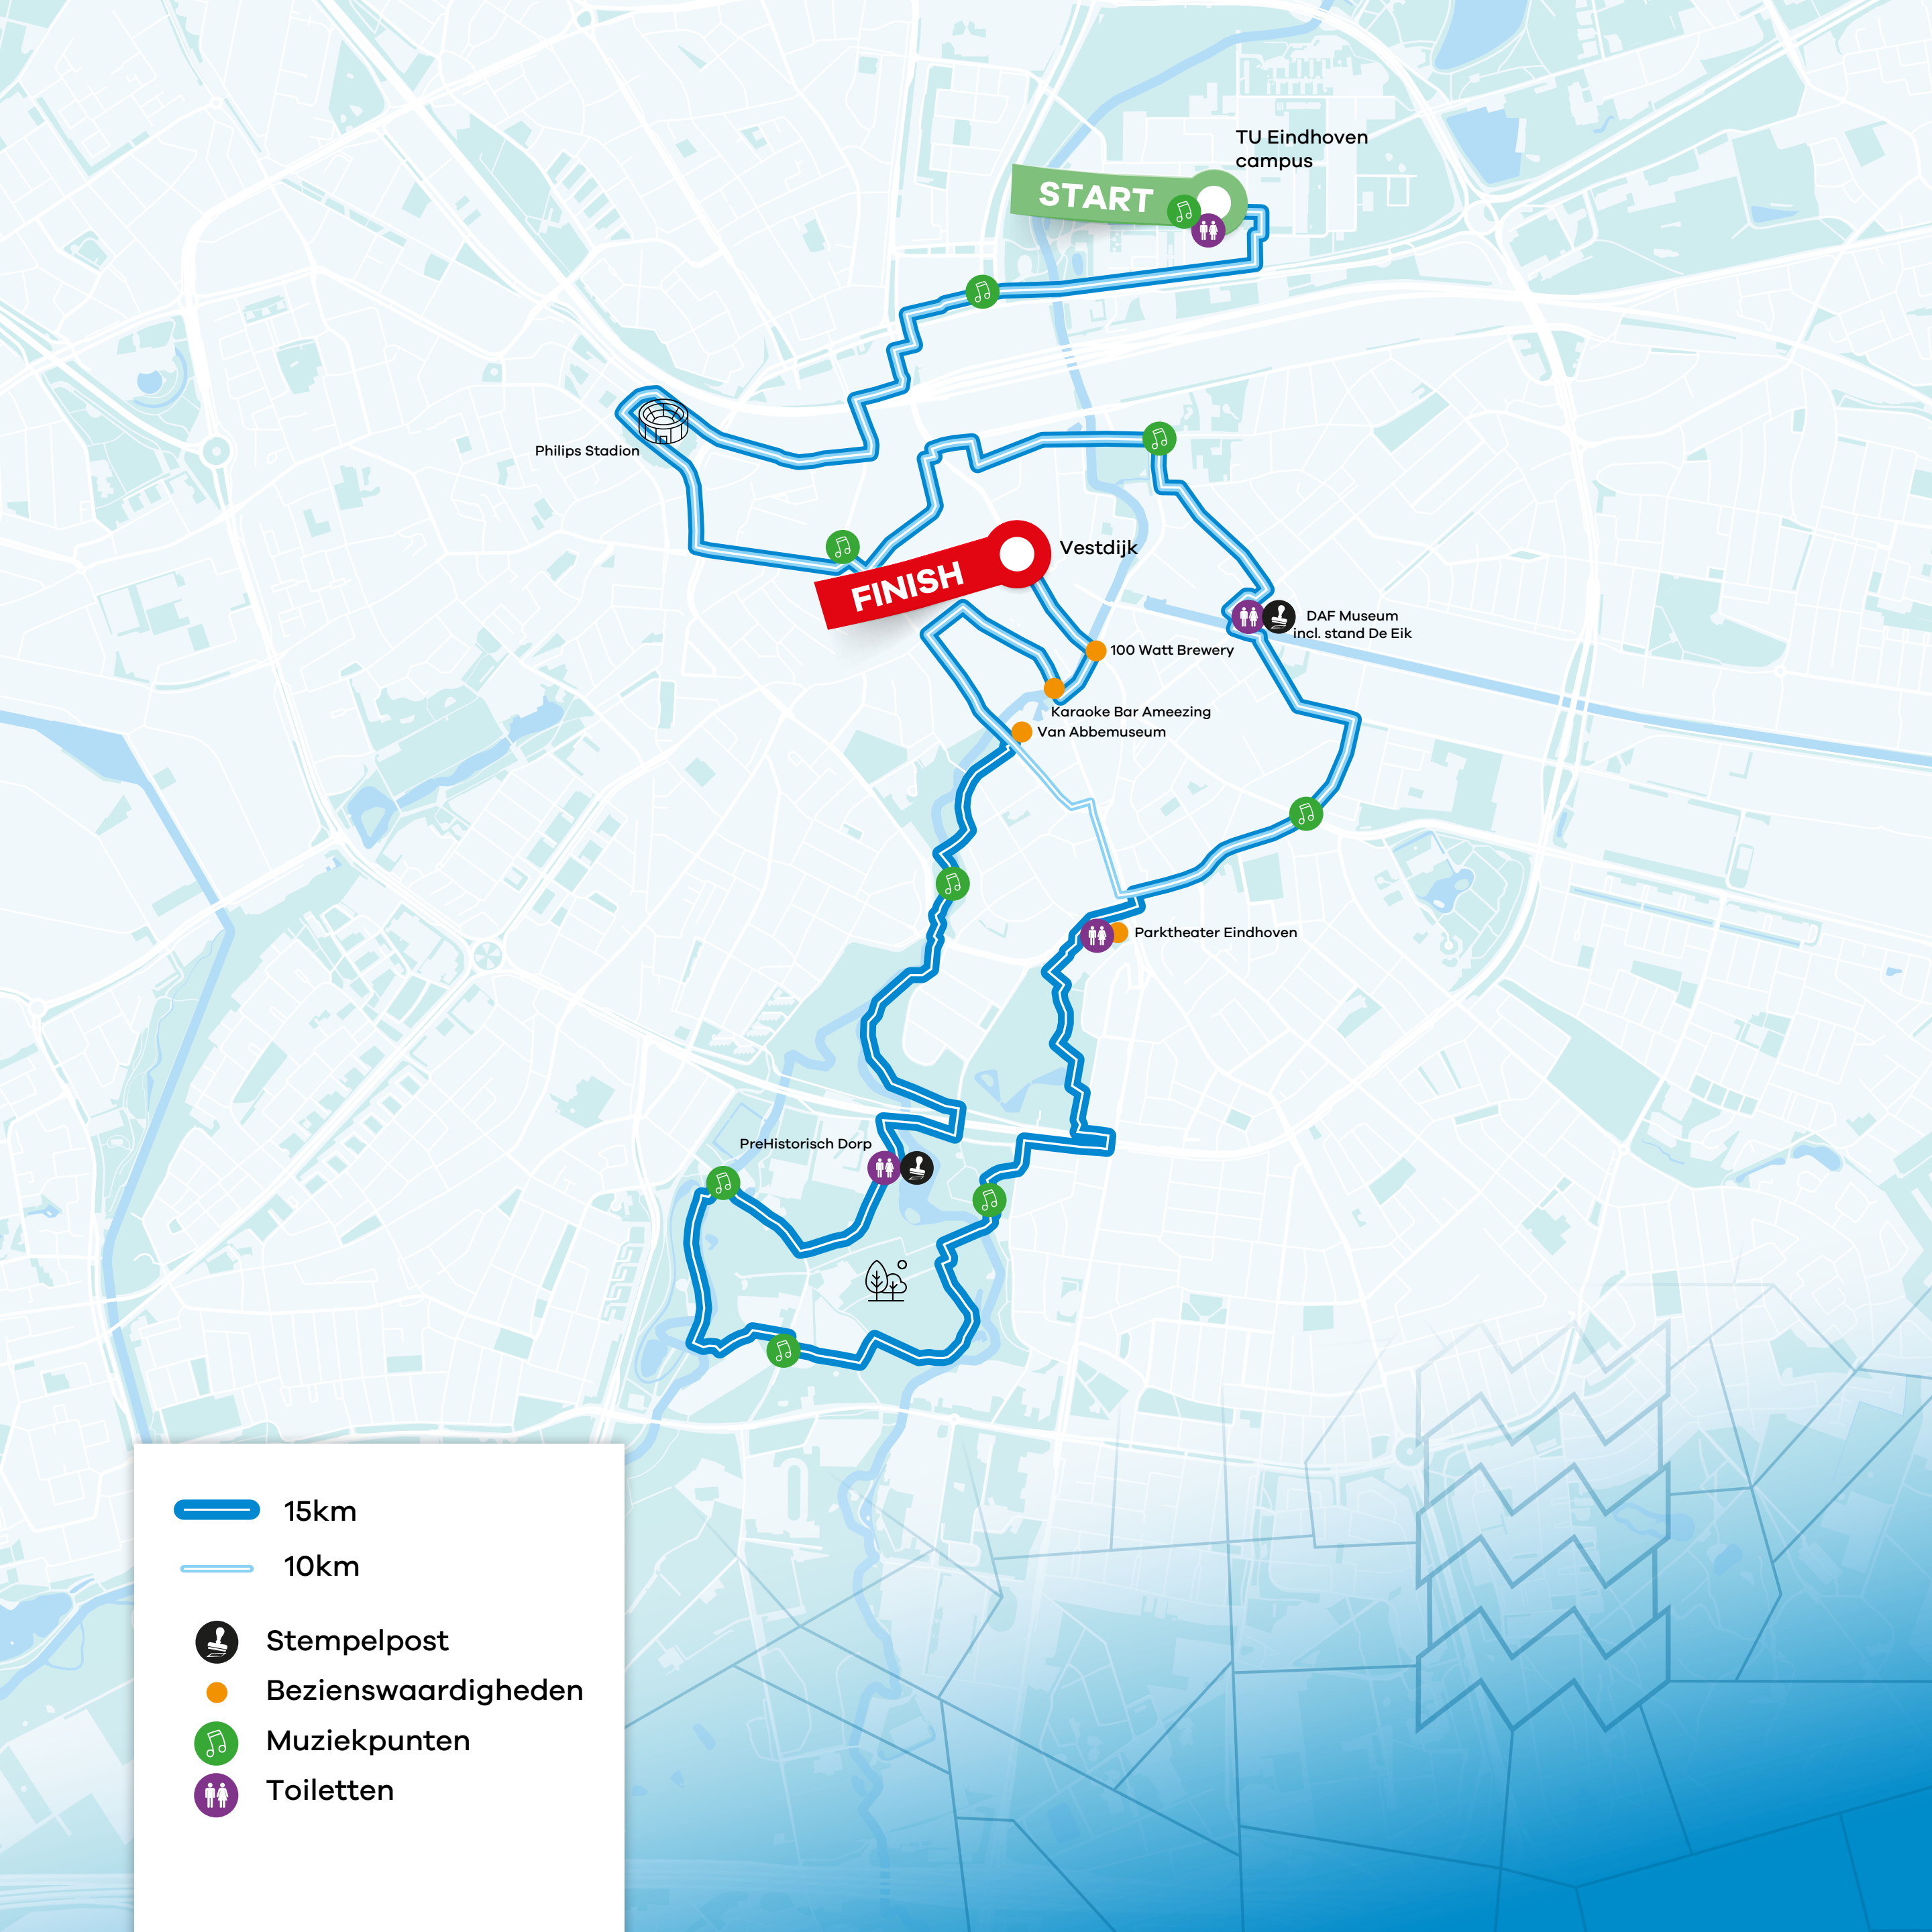 TU Eindhoven
campus
START
Philips Stadion
FINISH
Vestdijk
DAF Museum
incl. stand De Eik
100 Watt Brewery
Karaoke Bar Ameezing
Van Abbemuseum
Parktheater Eindhoven
PreHistorisch Dorp
15km
10km
Stempelpost
Bezienswaardigheden
Muziekpunten
Toiletten